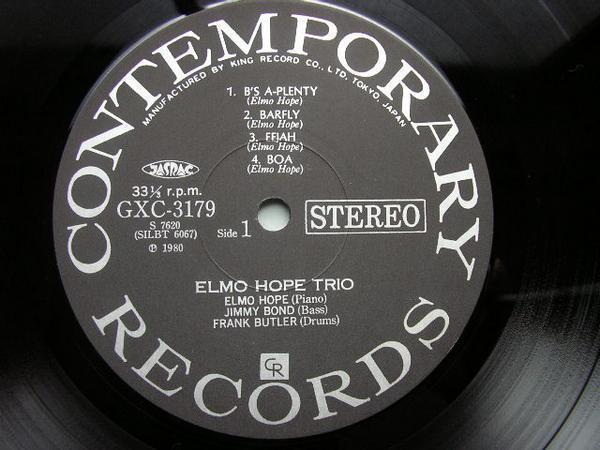 CONTEMPORARY
MANUFACTURED BY KING RECORD CO., LTD. TOKYO, JAPAN
1. B'S A-PLENTY
(Elmo Hope)
2. BARFLY
(Elmo Hope)
3. EEJAH
(Elmo Hope)
4. BOA
(Elmo Hope)
JASRAC
33⅓ r.p.m.
GXC-3179
S 7620
(SILBT 6067)
℗ 1980
Side 1
STEREO
ELMO HOPE TRIO
ELMO HOPE (Piano)
JIMMY BOND (Bass)
FRANK BUTLER (Drums)
CR
RECORDS